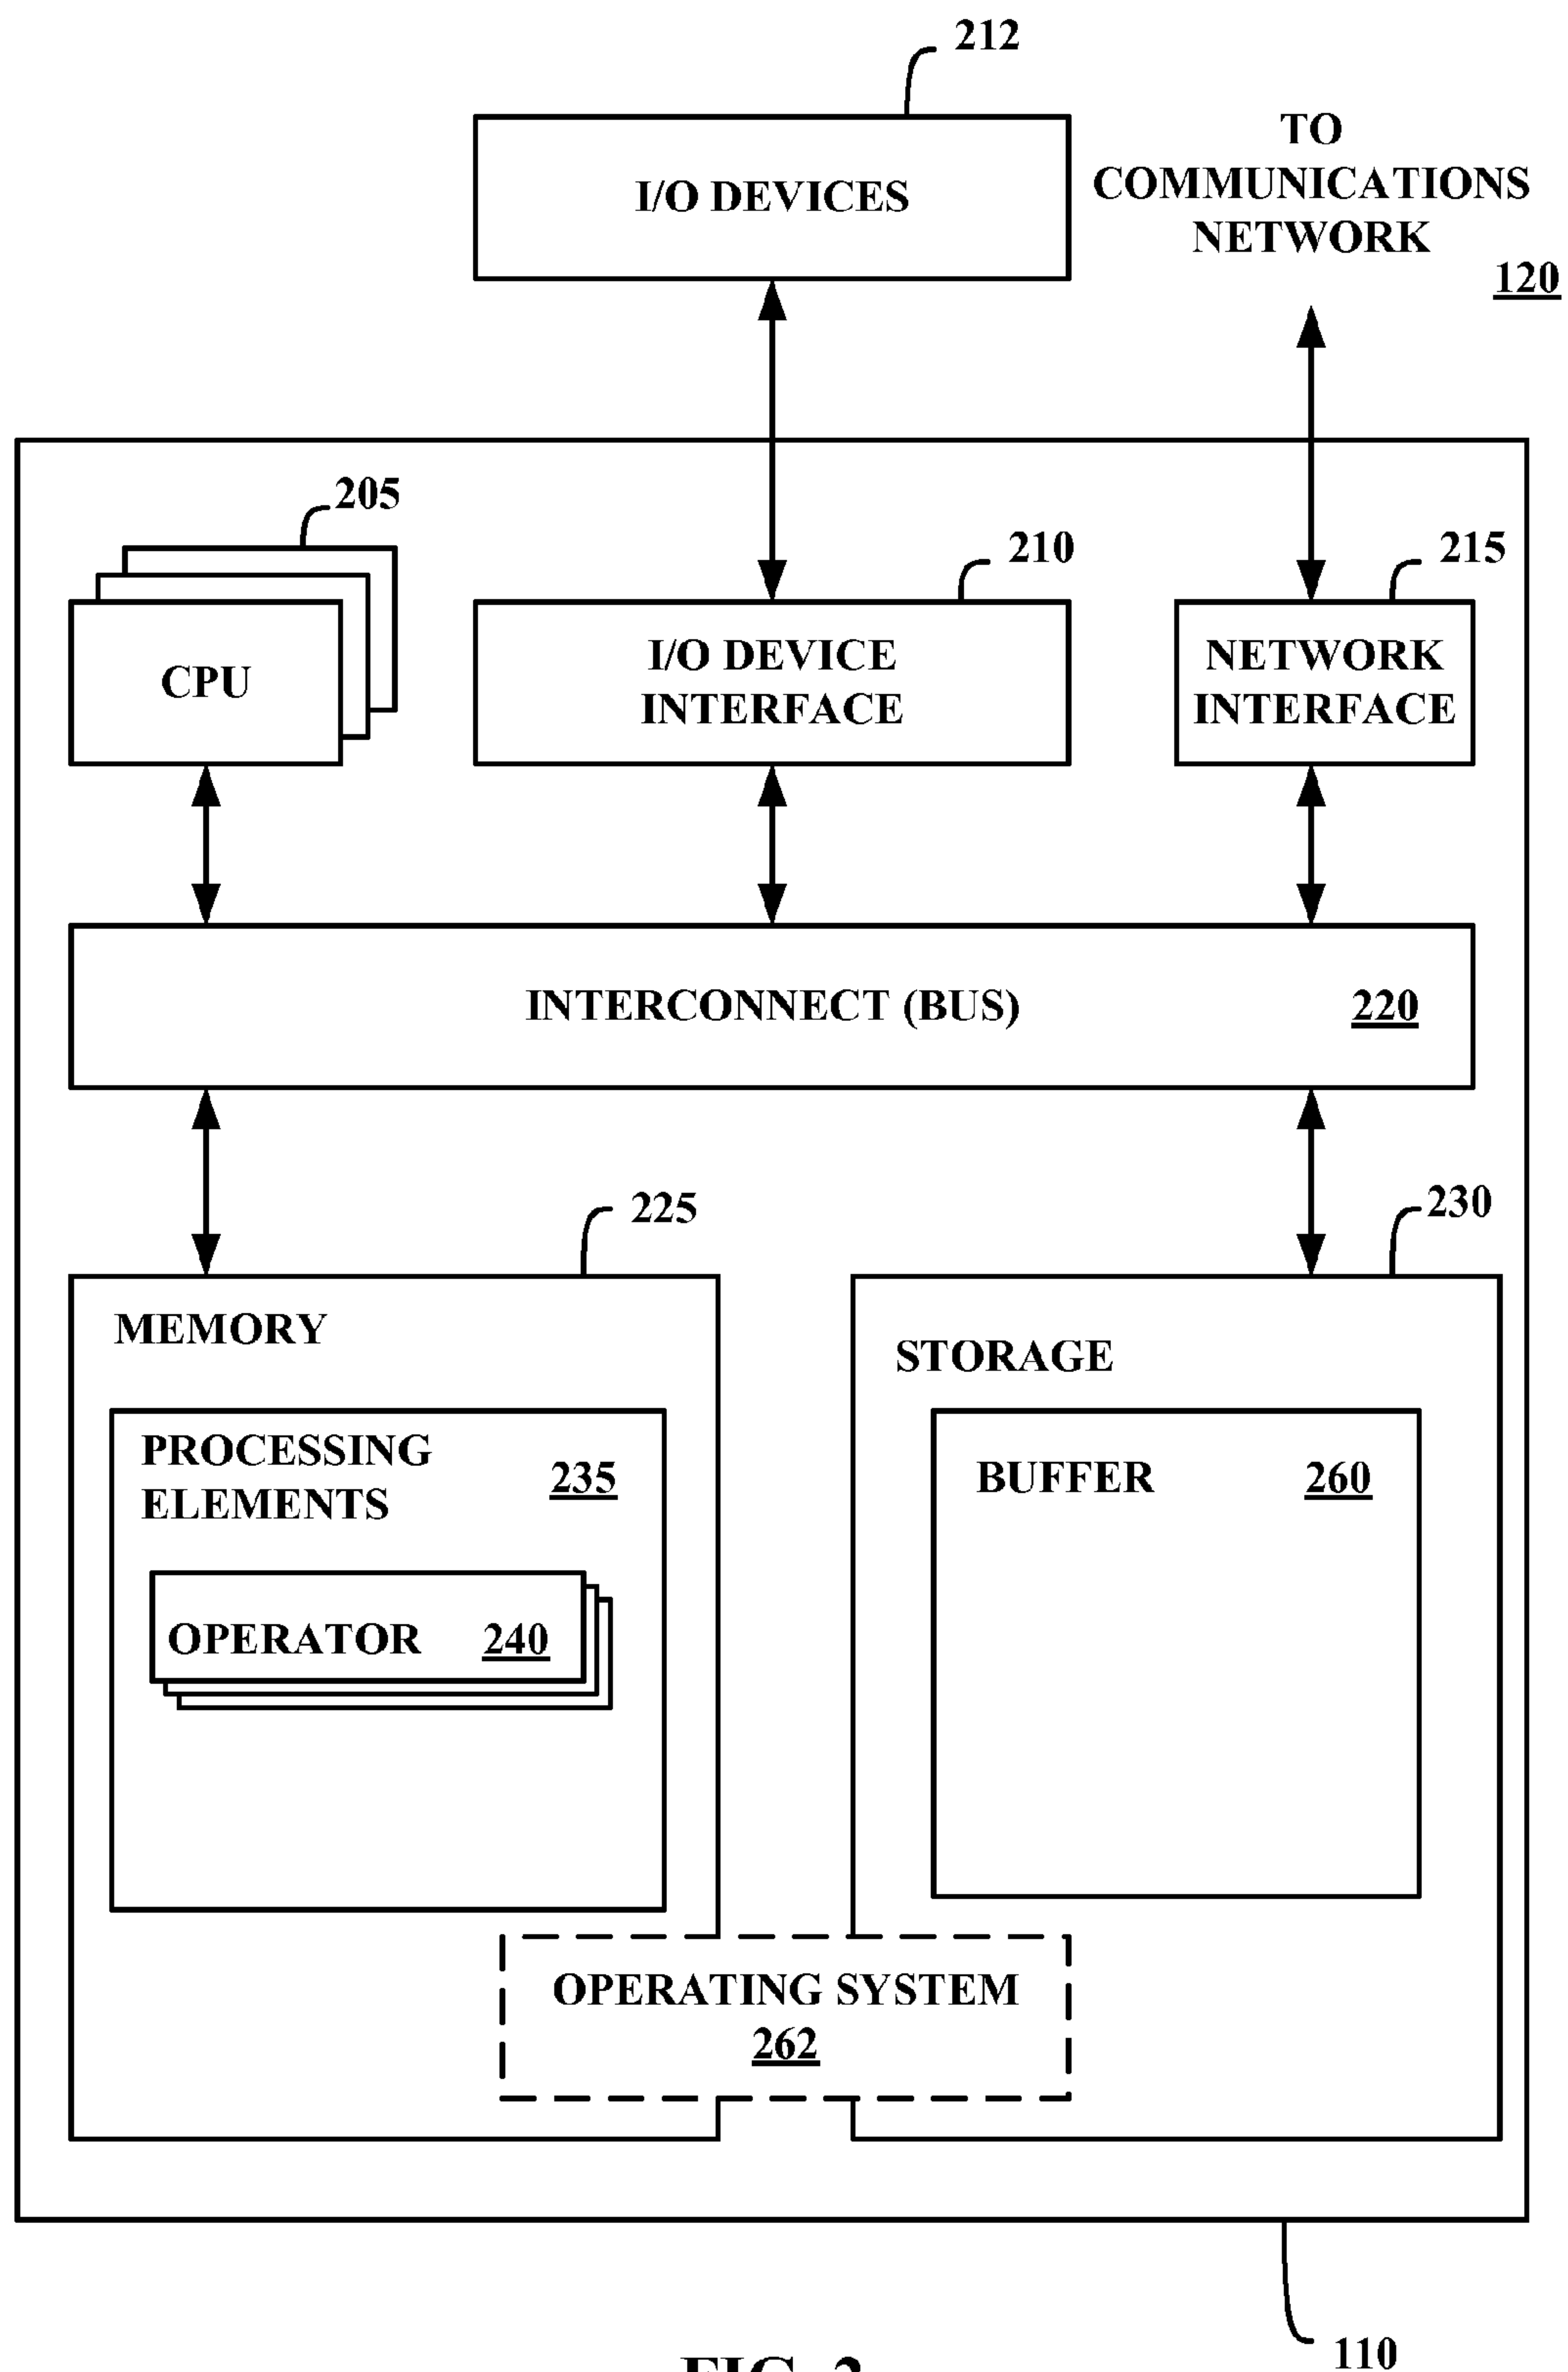 212
I/O DEVICES
TO
COMMUNICATIONS
NETWORK
120
205
210
215
CPU
I/O DEVICE
INTERFACE
NETWORK
INTERFACE
INTERCONNECT (BUS)
220
225
230
MEMORY
STORAGE
PROCESSING
ELEMENTS
235
BUFFER
260
OPERATOR
240
OPERATING SYSTEM
262
110